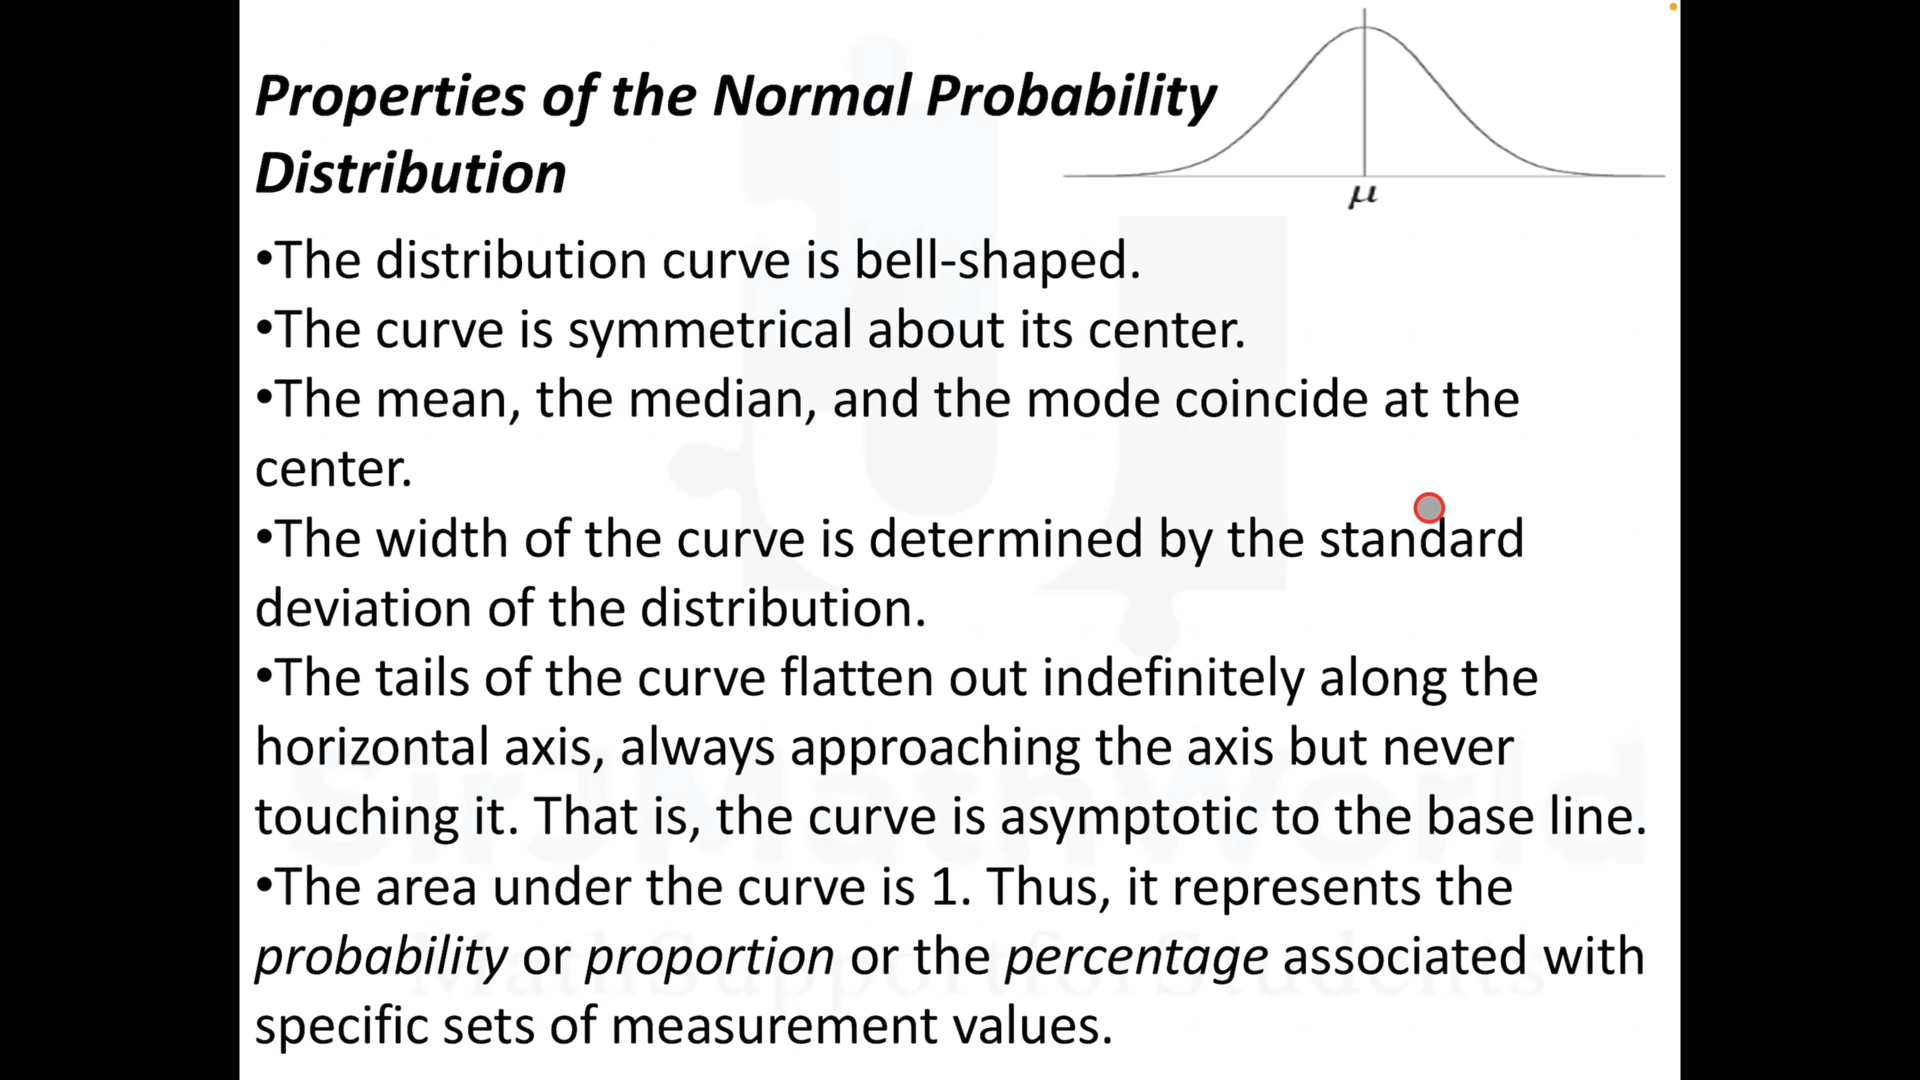 Properties of the Normal Probability
Distribution
μ
•The distribution curve is bell-shaped.
•The curve is symmetrical about its center.
•The mean, the median, and the mode coincide at the
center.
•The width of the curve is determined by the standard
deviation of the distribution.
•The tails of the curve flatten out indefinitely along the
horizontal axis, always approaching the axis but never
touching it. That is, the curve is asymptotic to the base line.
•The area under the curve is 1. Thus, it represents the
probability or proportion or the percentage associated with
specific sets of measurement values.
SirJMathWorld
Math Support for Students